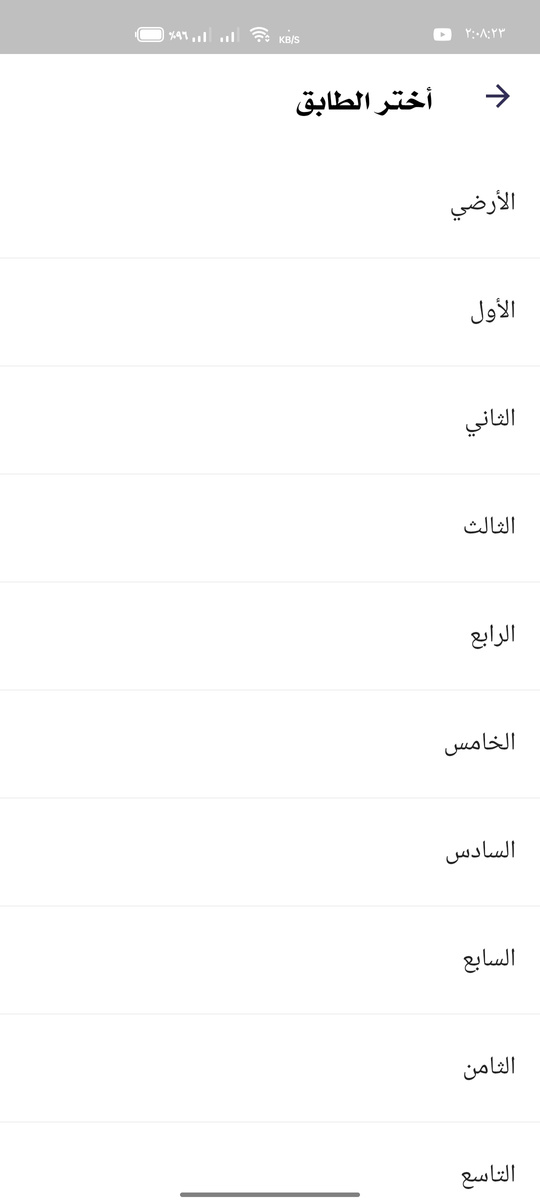 ٢:٠٨:٢٣ KB/S ٪٩٦
أختر الطابق
الأرضي
الأول
الثاني
الثالث
الرابع
الخامس
السادس
السابع
الثامن
التاسع